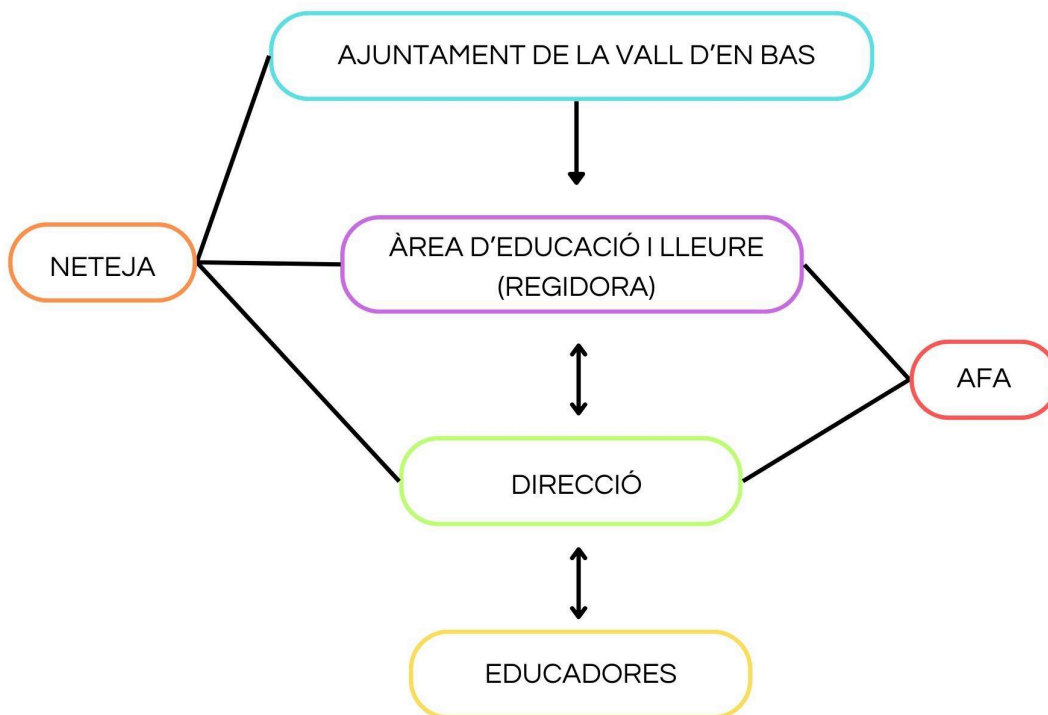 AJUNTAMENT DE LA VALL D'EN BAS
NETEJA
ÀREA D'EDUCACIÓ I LLEURE
(REGIDORA)
AFA
DIRECCIÓ
EDUCADORES